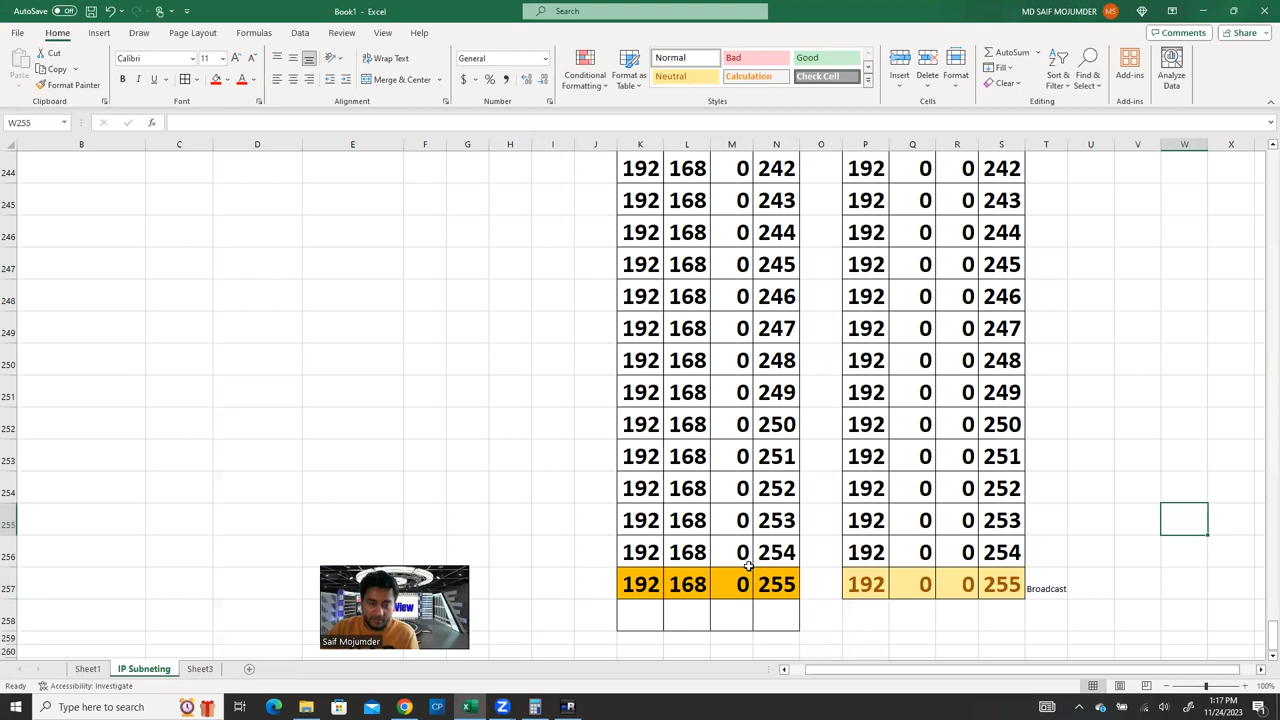 AutoSave Off Book1 - Excel Search MD SAIF MOJUMDER MS
File Home Insert Draw Page Layout Formulas Data Review View Help Comments Share
Paste Cut Copy Format Painter Clipboard
Calibri 11 B I U A Font
Wrap Text Merge & Center Alignment
General $ % , Number
Conditional Formatting Format as Table
Normal Bad Good
Neutral Calculation Check Cell
Styles
Insert Delete Format Cells
AutoSum Fill Clear Sort & Filter Find & Select Editing
Add-ins Add-ins
Analyze Data
W255 fx
B C D E F G H I J K L M N O P Q R S T U V W X
244 192 168 0 242 192 0 0 242
245 192 168 0 243 192 0 0 243
246 192 168 0 244 192 0 0 244
247 192 168 0 245 192 0 0 245
248 192 168 0 246 192 0 0 246
249 192 168 0 247 192 0 0 247
250 192 168 0 248 192 0 0 248
251 192 168 0 249 192 0 0 249
252 192 168 0 250 192 0 0 250
253 192 168 0 251 192 0 0 251
254 192 168 0 252 192 0 0 252
255 192 168 0 253 192 0 0 253
256 192 168 0 254 192 0 0 254
257 192 168 0 255 192 0 0 255 Broadcast
258
259
260
View
Saif Mojumder
Sheet1 IP Subneting Sheet3
Ready Accessibility: Investigate 100%
Type here to search CP R 1:17 PM
11/24/2023